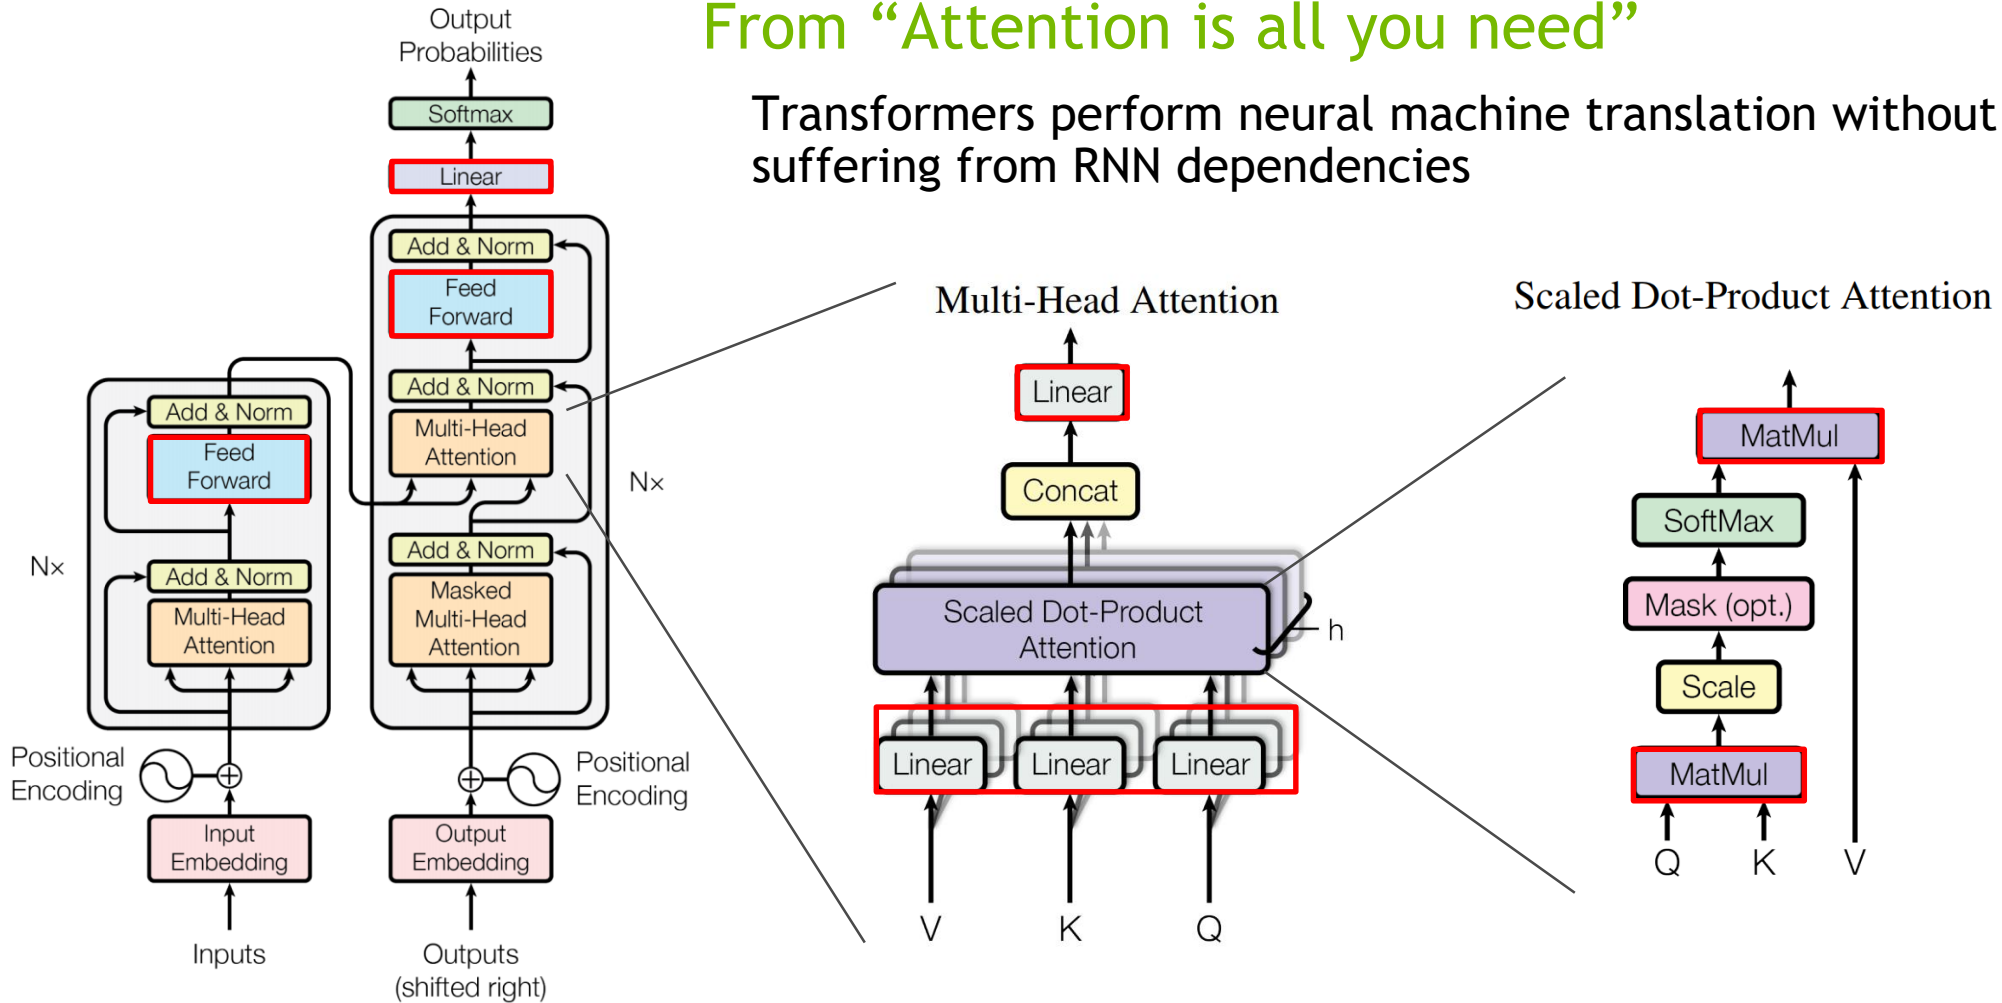 From “Attention is all you need”
Transformers perform neural machine translation without
suffering from RNN dependencies
Output
Probabilities
Softmax
Linear
Add & Norm
Feed
Forward
Add & Norm
Multi-Head
Attention
Add & Norm
Masked
Multi-Head
Attention
N×
Add & Norm
Feed
Forward
Add & Norm
Multi-Head
Attention
N×
Positional
Encoding
Positional
Encoding
Input
Embedding
Output
Embedding
Inputs
Outputs
(shifted right)
Multi-Head Attention
Linear
Concat
Scaled Dot-Product
Attention
h
Linear
Linear
Linear
V
K
Q
Scaled Dot-Product Attention
MatMul
SoftMax
Mask (opt.)
Scale
MatMul
Q
K
V